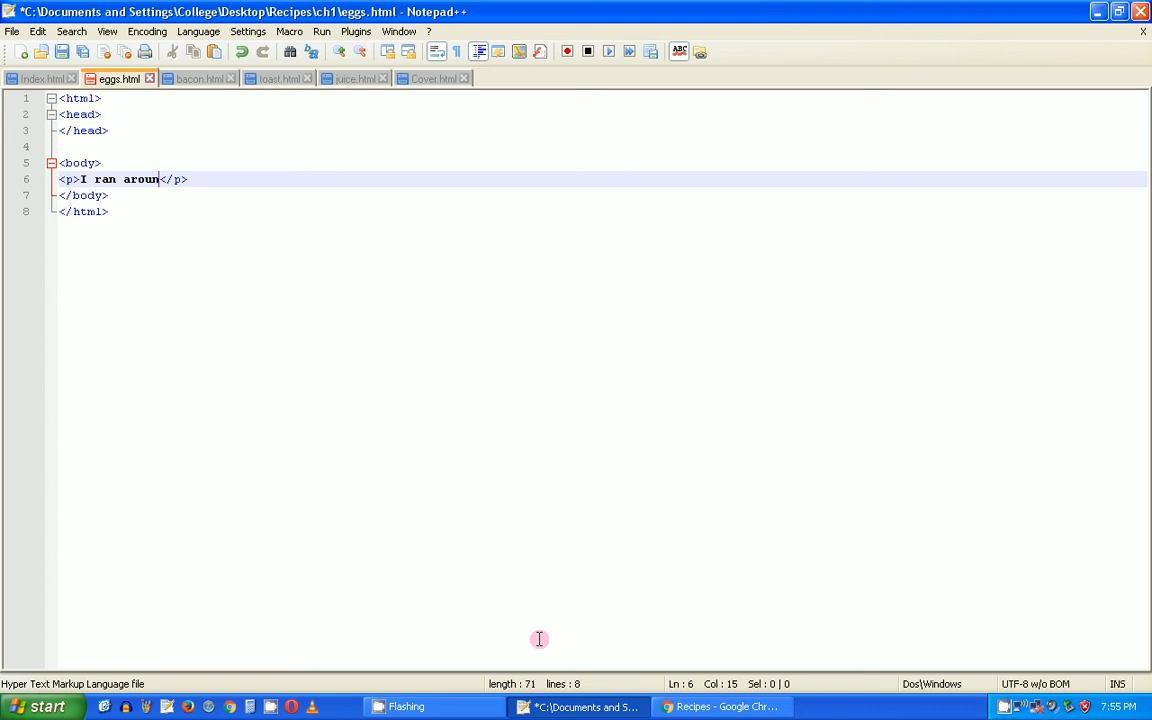 *C:\Documents and Settings\College\Desktop\Recipes\ch1\eggs.html - Notepad++
File Edit Search View Encoding Language Settings Macro Run Plugins Window ? X
Index.html eggs.html bacon.html toast.html juice.html Cover.html
1 <html>
2 <head>
3 </head>
4
5 <body>
6 <p>I ran aroun</p>
7 </body>
8 </html>
Hyper Text Markup Language file length : 71 lines : 8 Ln : 6 Col : 15 Sel : 0 | 0 Dos\Windows UTF-8 w/o BOM INS
start Flashing *C:\Documents and S... Recipes - Google Chr... 7:55 PM